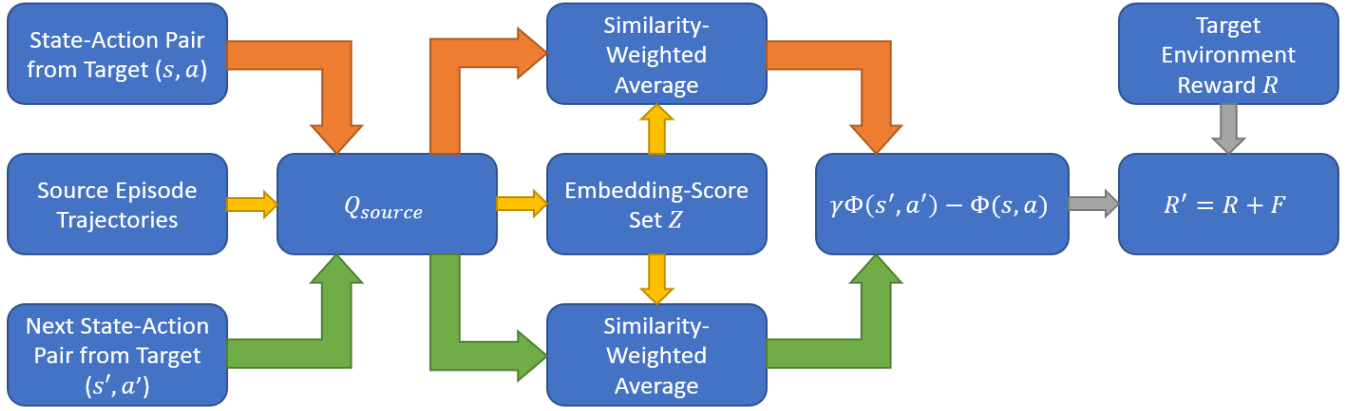 State-Action Pair
from Target (s, a)
Similarity-
Weighted
Average
Target
Environment
Reward R
Source Episode
Trajectories
Q_source
Embedding-Score
Set Z
γΦ(s′, a′) − Φ(s, a)
R′ = R + F
Next State-Action
Pair from Target
(s′, a’)
Similarity-
Weighted
Average